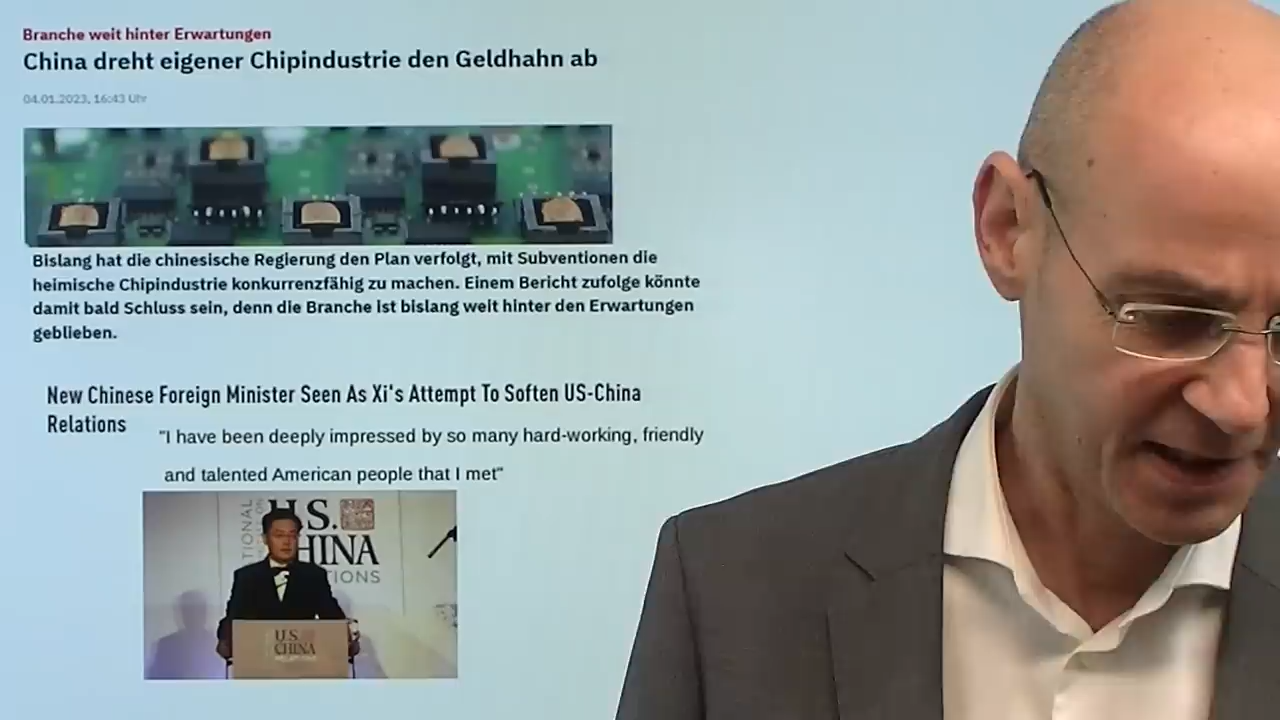 Branche weit hinter Erwartungen
China dreht eigener Chipindustrie den Geldhahn ab
04.01.2023, 16:43 Uhr
Bislang hat die chinesische Regierung den Plan verfolgt, mit Subventionen die
heimische Chipindustrie konkurrenzfähig zu machen. Einem Bericht zufolge könnte
damit bald Schluss sein, denn die Branche ist bislang weit hinter den Erwartungen
geblieben.
New Chinese Foreign Minister Seen As Xi's Attempt To Soften US-China
Relations
"I have been deeply impressed by so many hard-working, friendly
and talented American people that I met"
U.S.
CHINA
TIONS
TIONAL
ON
U.S.
CHINA